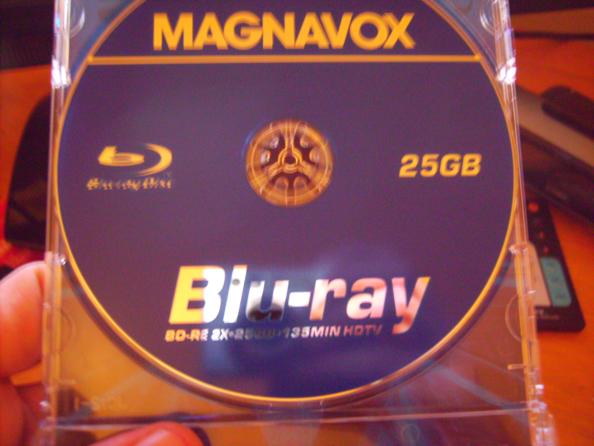 MAGNAVOX
Blu-ray Disc
25GB
Blu-ray
BD-RE 2X•25GB•135MIN HDTV